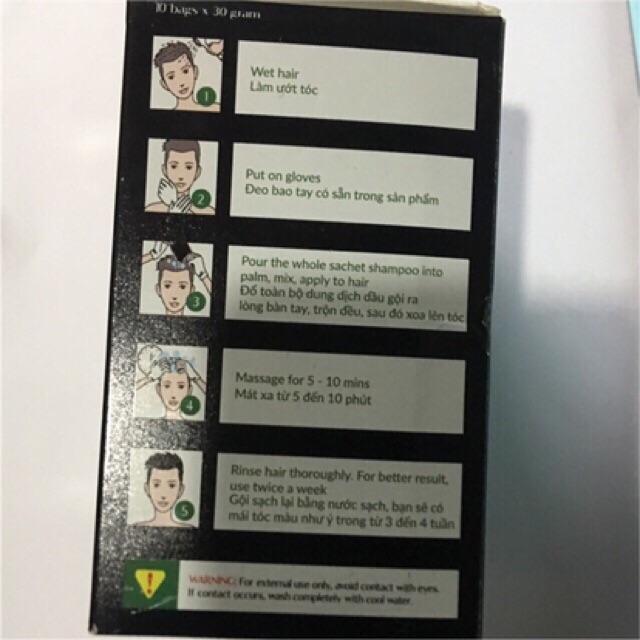 10 bags x 30 gram
1
Wet hair
Làm ướt tóc
2
Put on gloves
Đeo bao tay có sẵn trong sản phẩm
3
Pour the whole sachet shampoo into
palm, mix, apply to hair
Đổ toàn bộ dung dịch dầu gội ra
lòng bàn tay, trộn đều, sau đó xoa lên tóc
4
Massage for 5 - 10 mins
Mát xa từ 5 đến 10 phút
5
Rinse hair thoroughly. For better result,
use twice a week
Gội sạch lại bằng nước sạch, bạn sẽ có
mái tóc màu như ý trong từ 3 đến 4 tuần
WARNING: For external use only, avoid contact with eyes.
If contact occurs, wash completely with cool water.